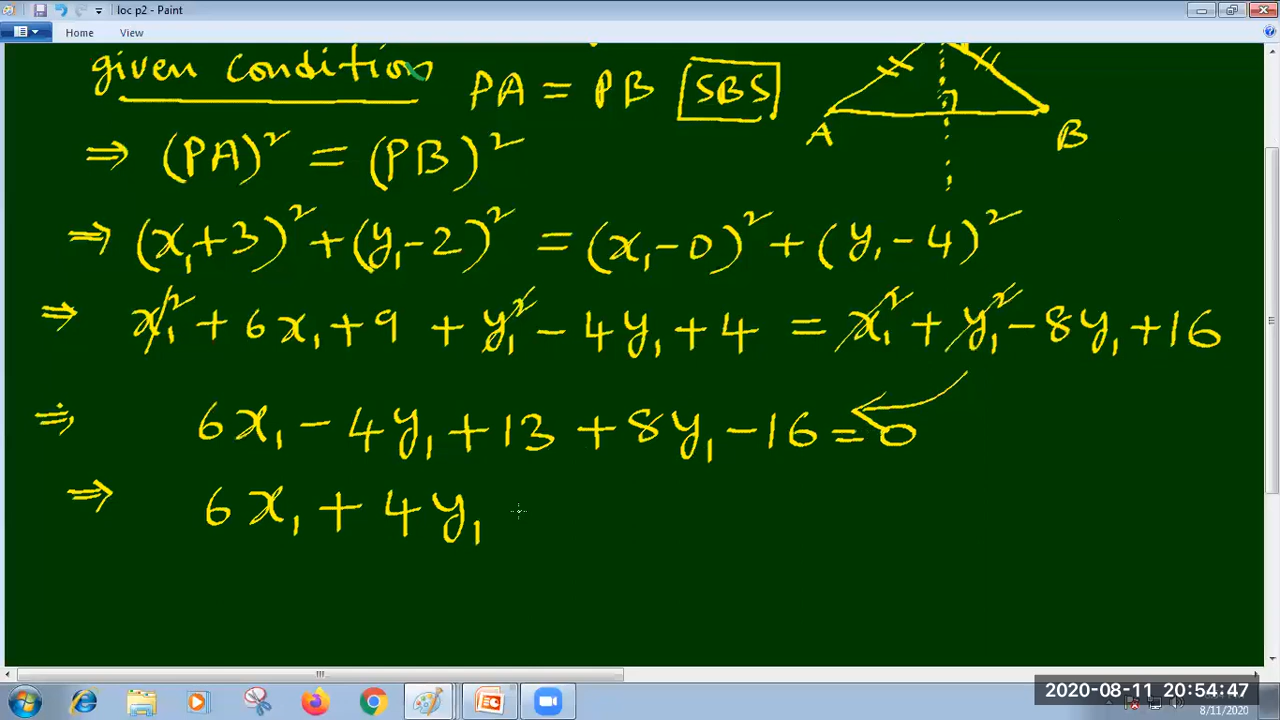 loc p2 - Paint
Home View
given condition PA = PB SBS
A B
⇒ (PA)² = (PB)²
⇒ (x₁+3)² + (y₁-2)² = (x₁-0)² + (y₁-4)²
⇒ x₁² + 6x₁ + 9 + y₁² - 4y₁ + 4 = x₁² + y₁² - 8y₁ + 16
⇒ 6x₁ - 4y₁ + 13 + 8y₁ - 16 = 0
⇒ 6x₁ + 4y₁
2020-08-11 20:54:47
8/11/2020